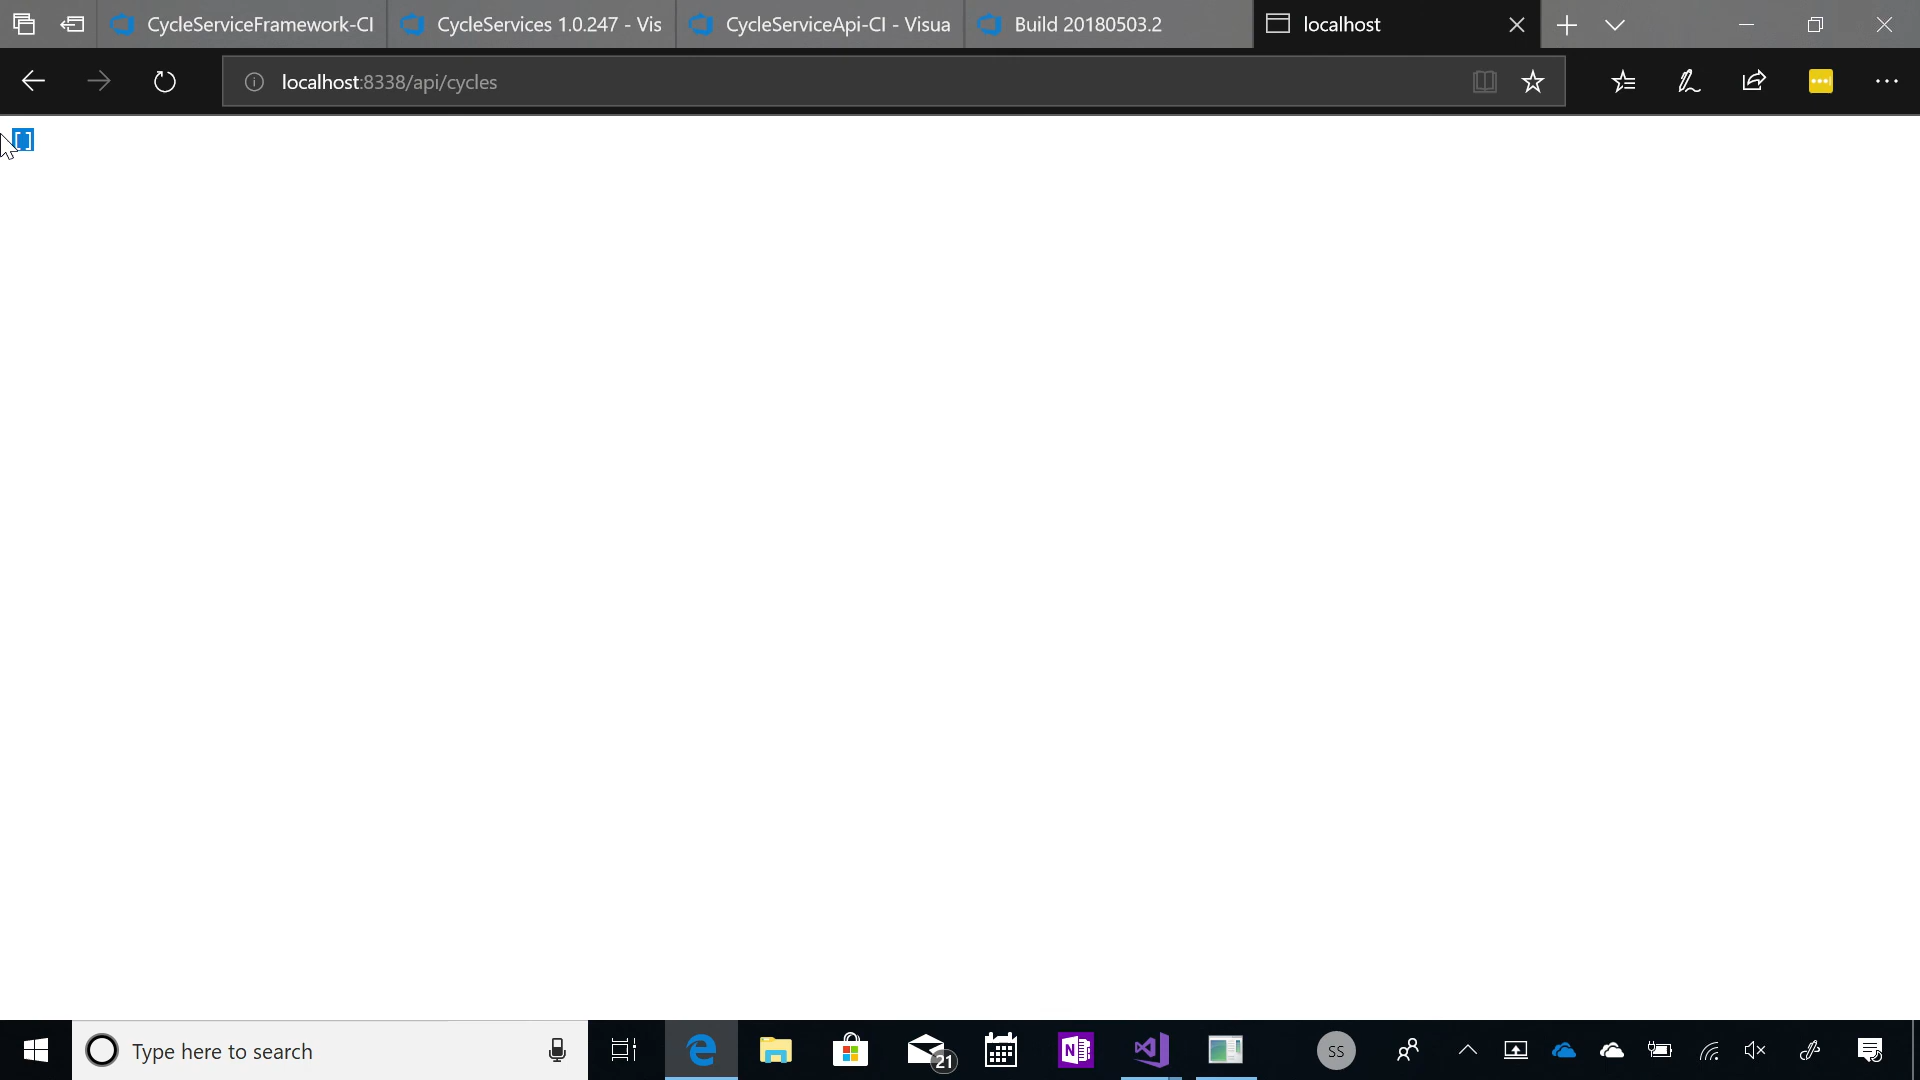 CycleServiceFramework-CI
CycleServices 1.0.247 - Vis
CycleServiceApi-CI - Visua
Build 20180503.2
localhost
localhost:8338/api/cycles
[]
Type here to search
21
N
SS